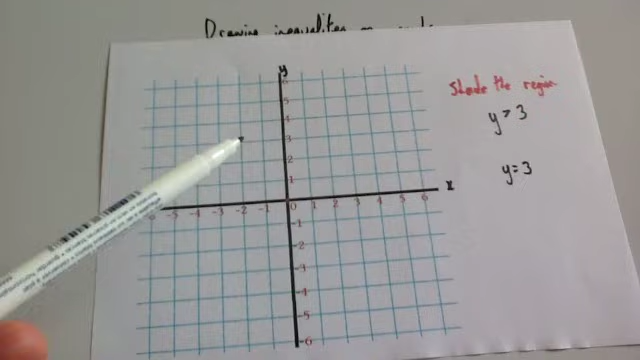 Drawing inequalities on
y
Shade the region
y > 3
y = 3
6
5
4
3
2
1
x
-5 -4 -3 -2 -1 0 1 2 3 4 5 6
-1
-2
-3
-4
-5
-6